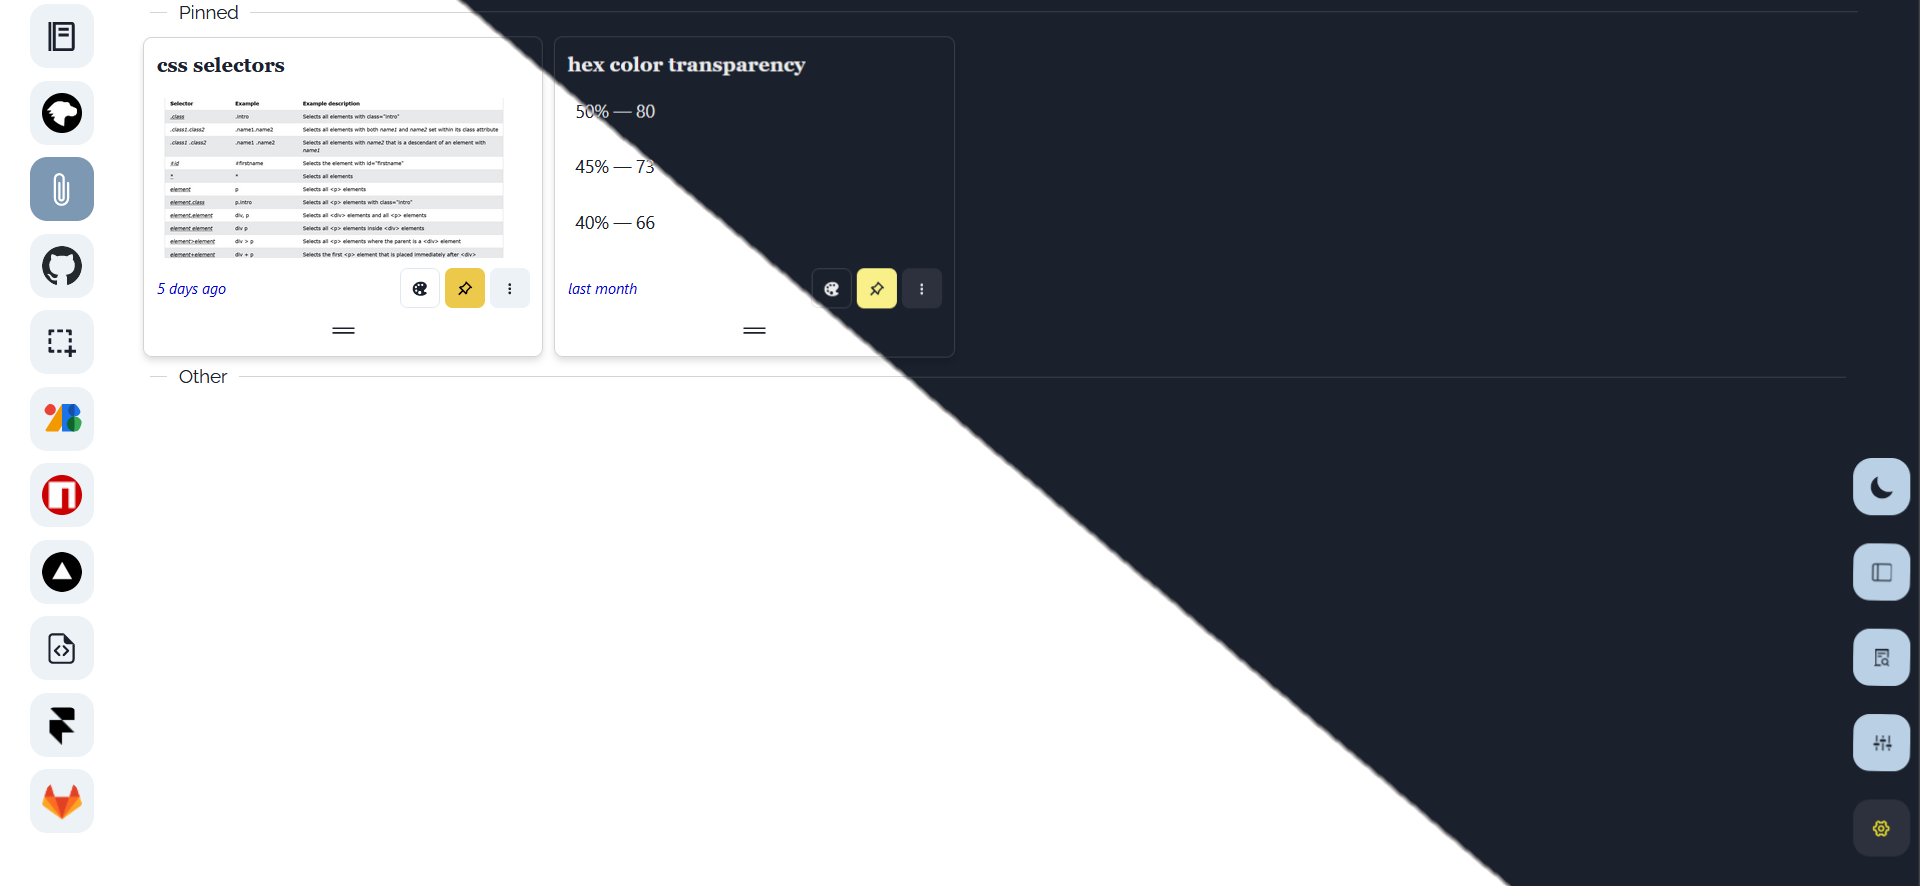 Pinned
css selectors
hex color transparency
Selector Example Example description
.class .intro Selects all elements with class="intro"
.class1.class2 .name1.name2 Selects all elements with both name1 and name2 set within its class attribute
.class1 .class2 .name1 .name2 Selects all elements with name2 that is a descendant of an element with
name1
#id #firstname Selects the element with id="firstname"
* * Selects all elements
element p Selects all <p> elements
element.class p.intro Selects all <p> elements with class="intro"
element,element div, p Selects all <div> elements and all <p> elements
element element div p Selects all <p> elements inside <div> elements
element>element div > p Selects all <p> elements where the parent is a <div> element
element+element div + p Selects the first <p> element that is placed immediately after <div>
5 days ago
50% — 80
45% — 73
40% — 66
last month
Other